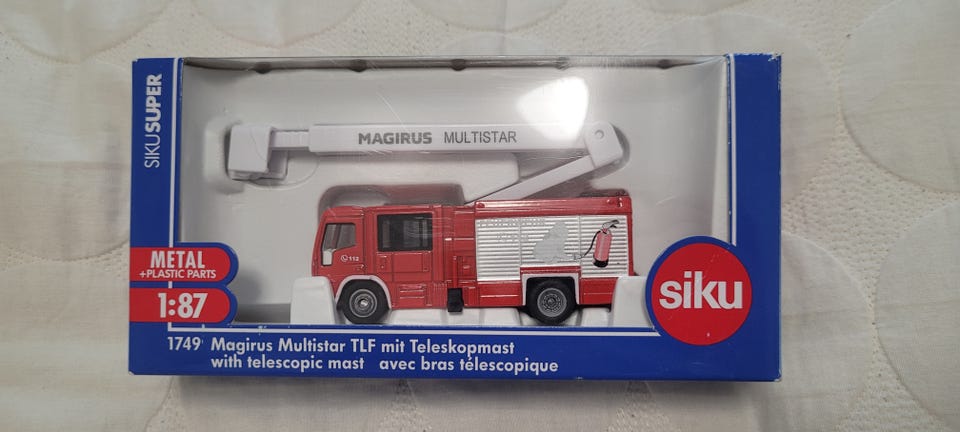 SIKUSUPER
MAGIRUS MULTISTAR
112
METAL
+PLASTIC PARTS
1:87
siku
1749 Magirus Multistar TLF mit Teleskopmast
with telescopic mast avec bras télescopique